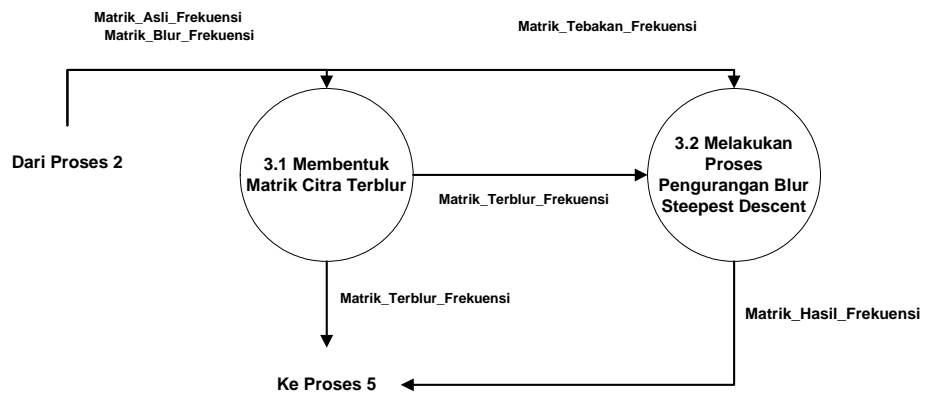 Matrik_Asli_Frekuensi
Matrik_Blur_Frekuensi
Matrik_Tebakan_Frekuensi
Dari Proses 2
3.1 Membentuk
Matrik Citra Terblur
3.2 Melakukan
Proses
Pengurangan Blur
Steepest Descent
Matrik_Terblur_Frekuensi
Matrik_Terblur_Frekuensi
Matrik_Hasil_Frekuensi
Ke Proses 5